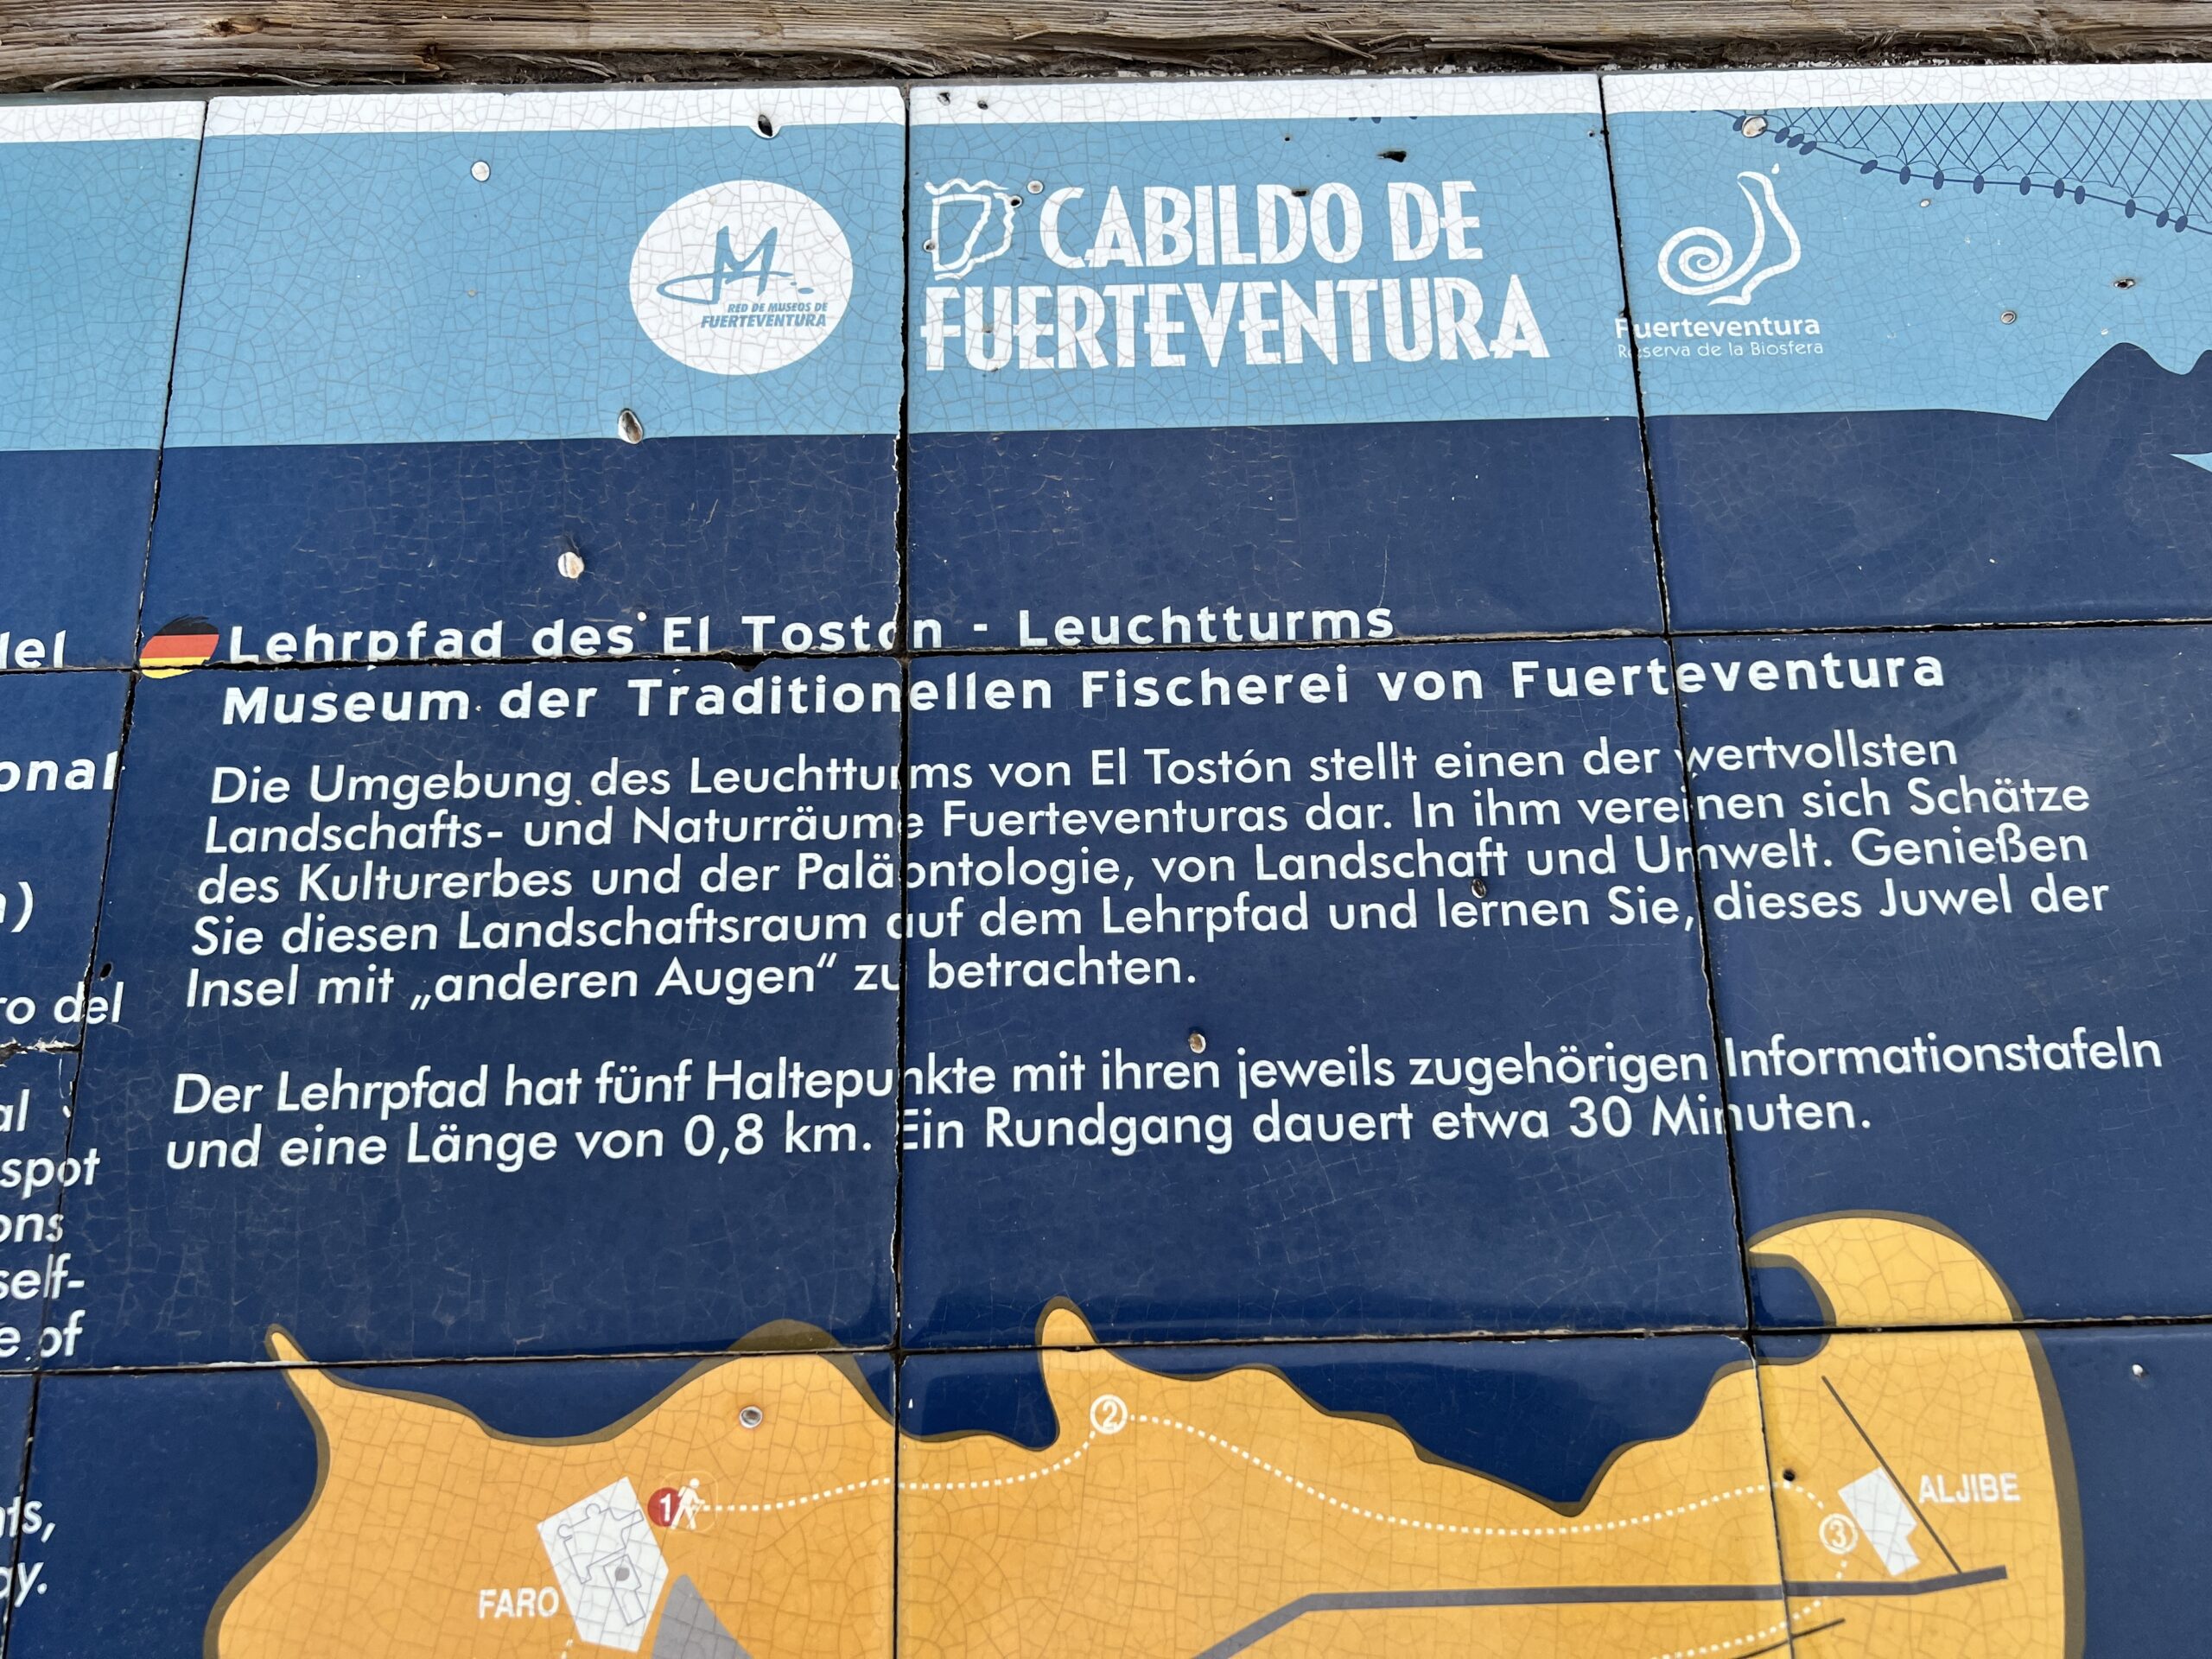 RED DE MUSEOS DE
FUERTEVENTURA
CABILDO DE
FUERTEVENTURA
Fuerteventura
Reserva de la Biosfera
Lehrpfad des El Tostón - Leuchtturms
Museum der Traditionellen Fischerei von Fuerteventura
Die Umgebung des Leuchtturms von El Tostón stellt einen der wertvollsten
Landschafts- und Naturräume Fuerteventuras dar. In ihm vereinen sich Schätze
des Kulturerbes und der Paläontologie, von Landschaft und Umwelt. Genießen
Sie diesen Landschaftsraum auf dem Lehrpfad und lernen Sie, dieses Juwel der
Insel mit „anderen Augen“ zu betrachten.
Der Lehrpfad hat fünf Haltepunkte mit ihren jeweils zugehörigen Informationstafeln
und eine Länge von 0,8 km. Ein Rundgang dauert etwa 30 Minuten.
del
spot
self-
of
2
1
ALJIBE
3
FARO